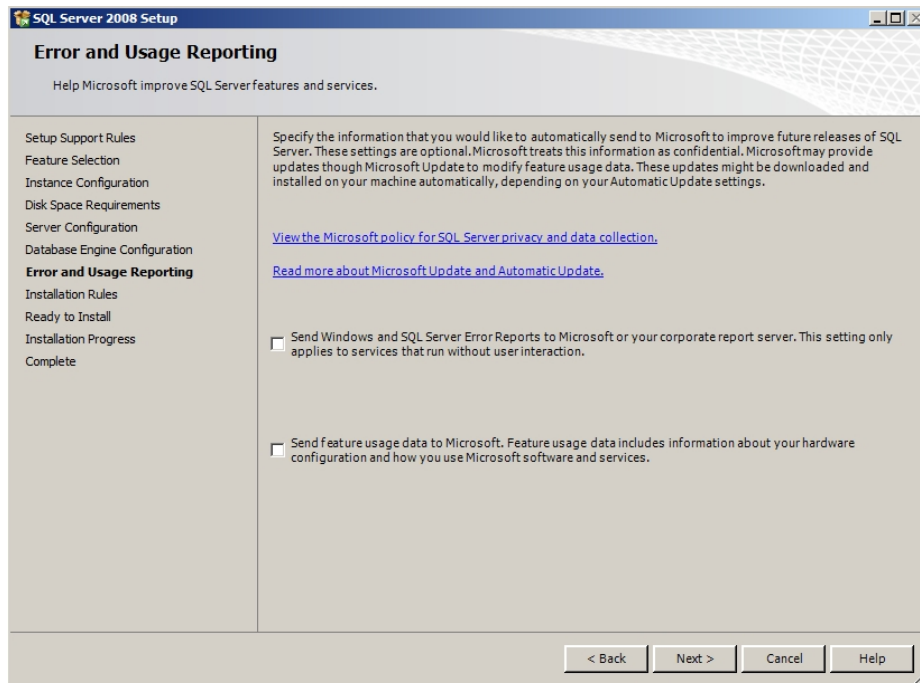 SQL Server 2008 Setup
Error and Usage Reporting
Help Microsoft improve SQL Server features and services.
Setup Support Rules
Feature Selection
Instance Configuration
Disk Space Requirements
Server Configuration
Database Engine Configuration
Error and Usage Reporting
Installation Rules
Ready to Install
Installation Progress
Complete
Specify the information that you would like to automatically send to Microsoft to improve future releases of SQL
Server. These settings are optional. Microsoft treats this information as confidential. Microsoft may provide
updates though Microsoft Update to modify feature usage data. These updates might be downloaded and
installed on your machine automatically, depending on your Automatic Update settings.
View the Microsoft policy for SQL Server privacy and data collection.
Read more about Microsoft Update and Automatic Update.
Send Windows and SQL Server Error Reports to Microsoft or your corporate report server. This setting only
applies to services that run without user interaction.
Send feature usage data to Microsoft. Feature usage data includes information about your hardware
configuration and how you use Microsoft software and services.
< Back
Next >
Cancel
Help